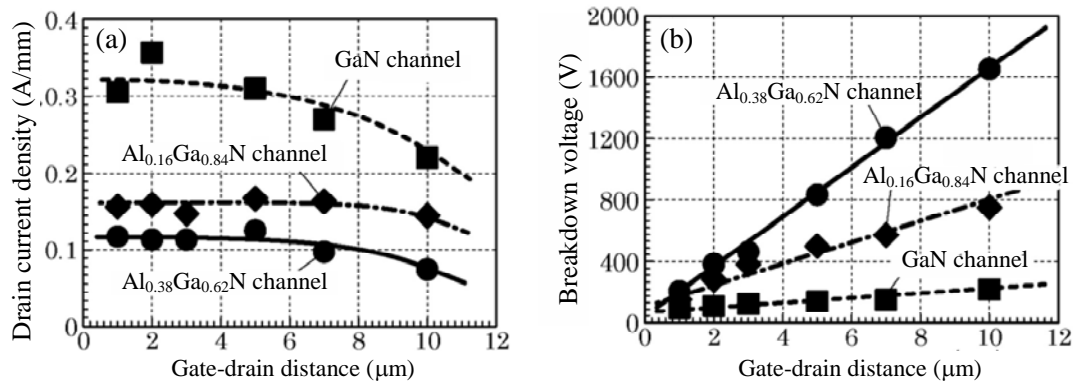 (a)
Drain current density (A/mm)
0.4
0.3
0.2
0.1
0
GaN channel
Al0.16Ga0.84N channel
Al0.38Ga0.62N channel
0 2 4 6 8 10 12
Gate-drain distance (μm)
(b)
Breakdown voltage (V)
2000
1600
1200
800
400
0
Al0.38Ga0.62N channel
Al0.16Ga0.84N channel
GaN channel
0 2 4 6 8 10 12
Gate-drain distance (μm)